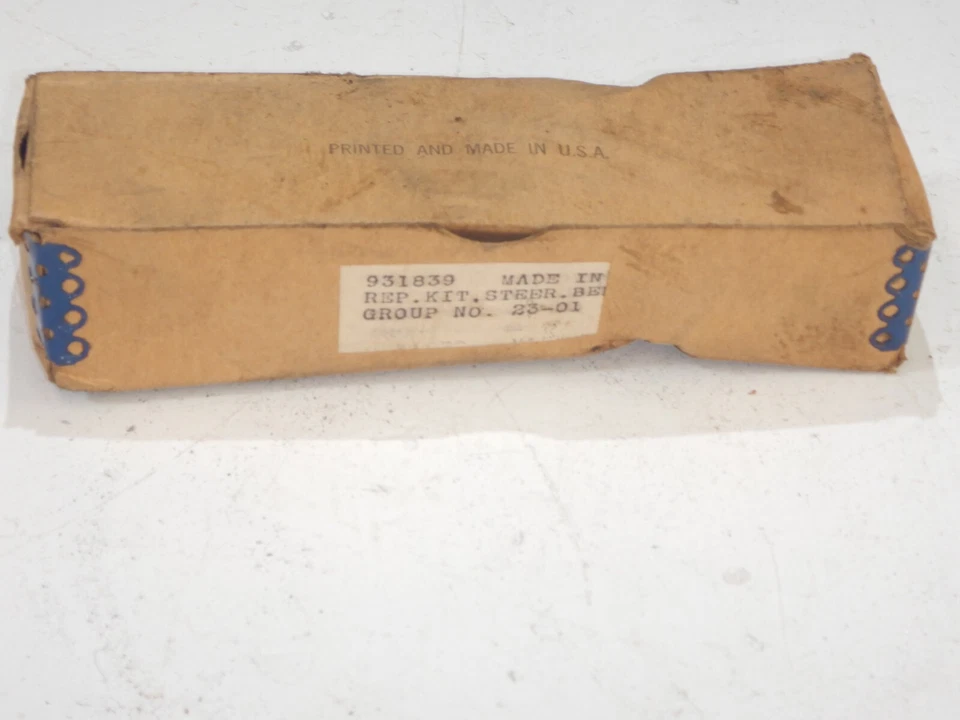 PRINTED AND MADE IN U.S.A.
931839 MADE IN
REP.KIT.STEER.BE
GROUP NO. 23-01